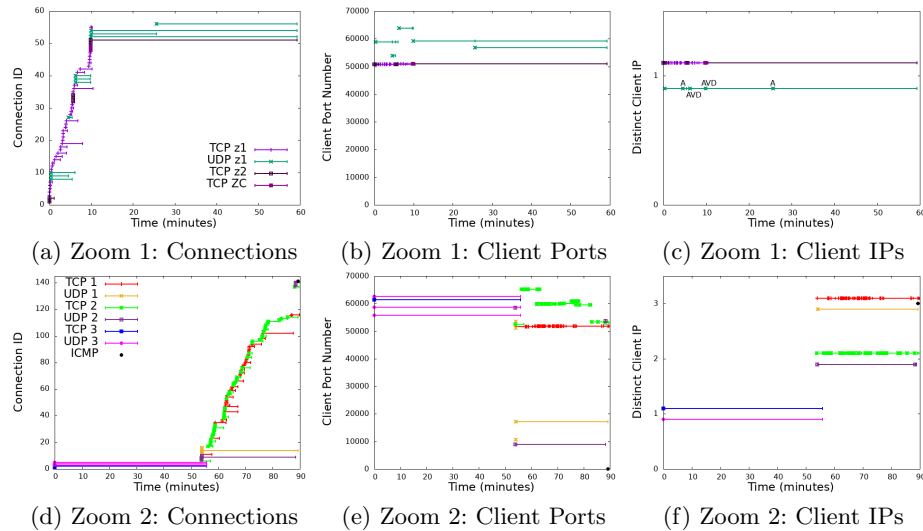 60
50
40
30
20
10
0
Connection ID
TCP z1
UDP z1
TCP z2
TCP ZC
0 10 20 30 40 50 60
Time (minutes)
(a) Zoom 1: Connections
70000
60000
50000
40000
30000
20000
10000
0
Client Port Number
0 10 20 30 40 50 60
Time (minutes)
(b) Zoom 1: Client Ports
1
0
Distinct Client IP
A AVD A
AVD
0 10 20 30 40 50 60
Time (minutes)
(c) Zoom 1: Client IPs
140
120
100
80
60
40
20
0
Connection ID
TCP 1
UDP 1
TCP 2
UDP 2
TCP 3
UDP 3
ICMP
0 10 20 30 40 50 60 70 80 90
Time (minutes)
(d) Zoom 2: Connections
70000
60000
50000
40000
30000
20000
10000
0
Client Port Number
0 10 20 30 40 50 60 70 80 90
Time (minutes)
(e) Zoom 2: Client Ports
3
2
1
0
Distinct Client IP
0 10 20 30 40 50 60 70 80 90
Time (minutes)
(f) Zoom 2: Client IPs